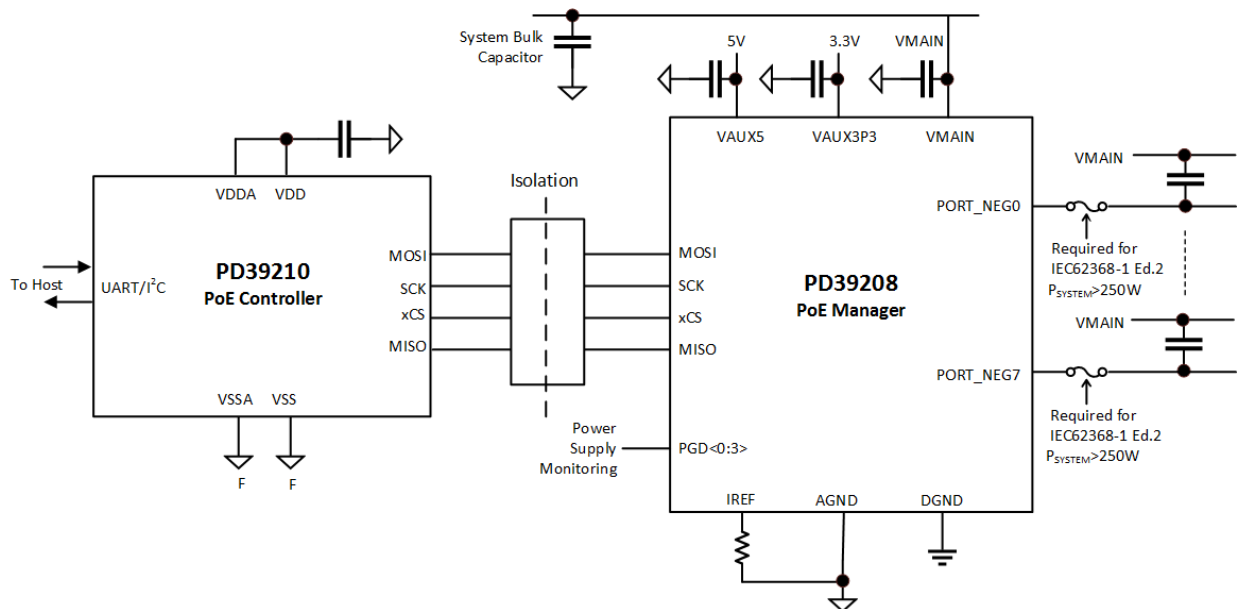 System Bulk
Capacitor
5V
3.3V
VMAIN
VAUX5
VAUX3P3
VMAIN
VDDA
VDD
Isolation
VMAIN
PORT_NEG0
MOSI
MOSI
PD39210
PoE Controller
To Host
UART/I²C
SCK
SCK
xCS
xCS
MISO
MISO
PD39208
PoE Manager
Required for
IEC62368-1 Ed.2
PSYSTEM>250W
VMAIN
PORT_NEG7
VSSA
VSS
F
F
Power
Supply
Monitoring
PGD<0:3>
Required for
IEC62368-1 Ed.2
PSYSTEM>250W
IREF
AGND
DGND